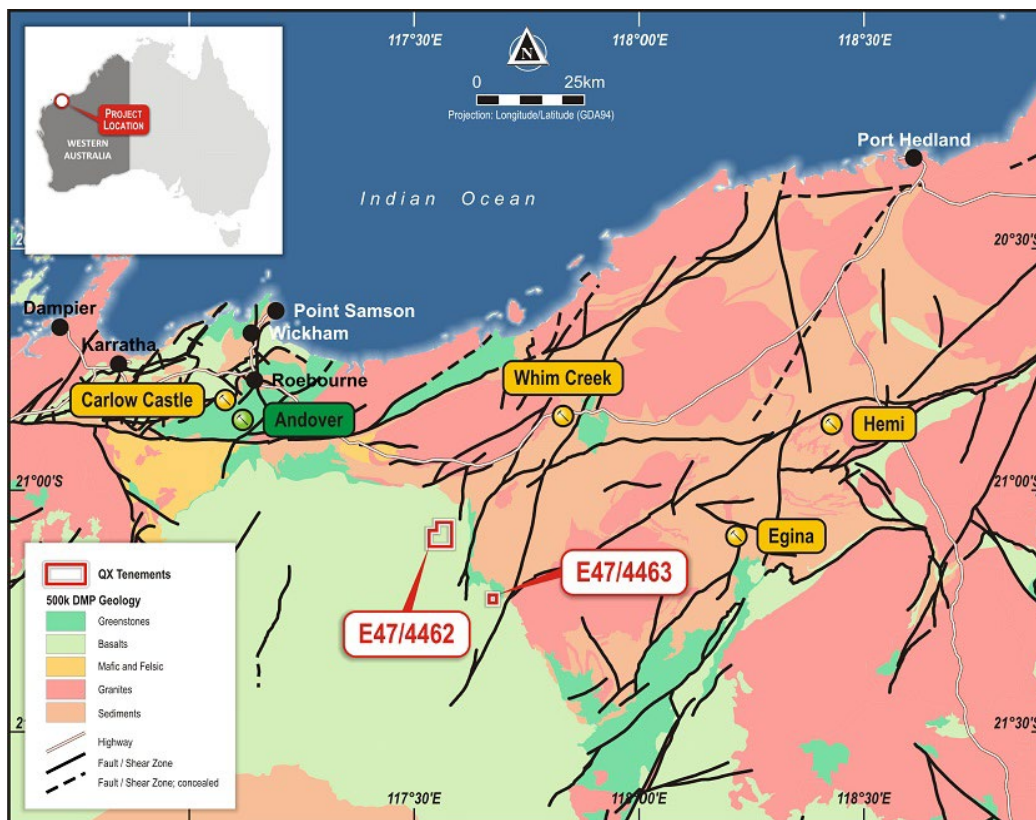 117°30'E
118°00'E
118°30'E
N
0
25km
Projection: Longitude/Latitude (GDA94)
PROJECT
LOCATION
WESTERN
AUSTRALIA
Port Hedland
Indian Ocean
20°30'S
Dampier
Point Samson
Wickham
Karratha
Roebourne
Whim Creek
Carlow Castle
Andover
Hemi
21°00'S
21°00'S
Egina
E47/4463
E47/4462
QX Tenements
500k DMP Geology
Greenstones
Basalts
Mafic and Felsic
Granites
Sediments
Highway
Fault / Shear Zone
Fault / Shear Zone; concealed
21°30'S
117°30'E
118°00'E
118°30'E